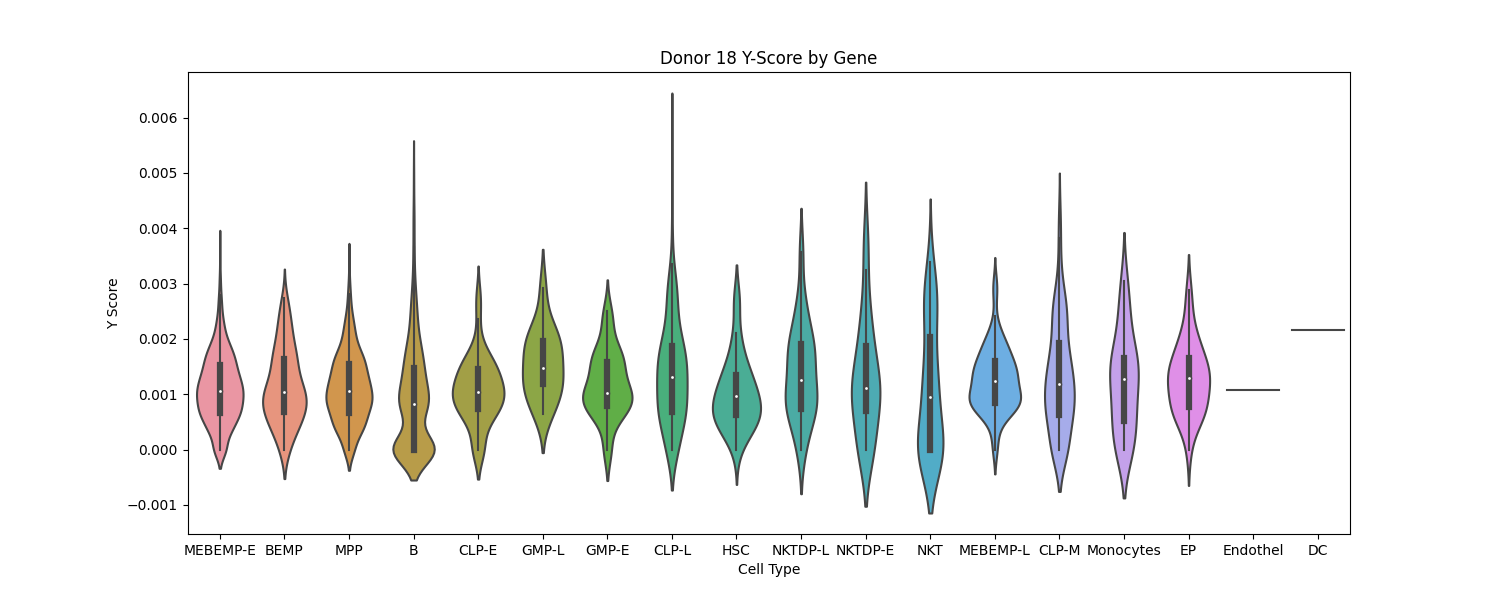 Donor 18 Y-Score by Gene
0.006
0.005
0.004
0.003
0.002
0.001
0.000
−0.001
Y Score
MEBEMP-E BEMP MPP B CLP-E GMP-L GMP-E CLP-L HSC NKTDP-L NKTDP-E NKT MEBEMP-L CLP-M Monocytes EP Endothel DC
Cell Type